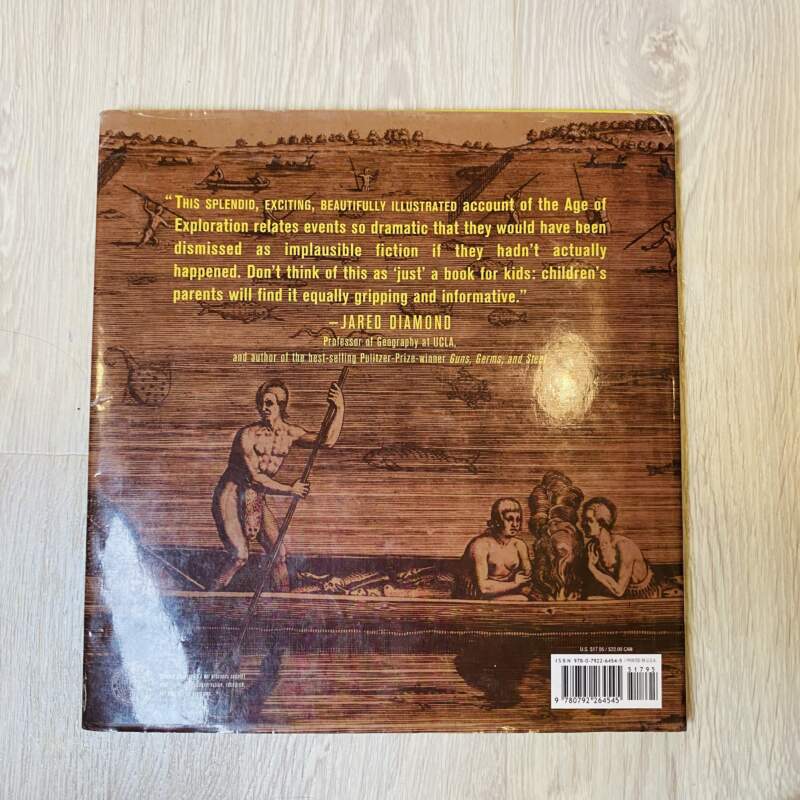 “THIS SPLENDID, EXCITING, BEAUTIFULLY ILLUSTRATED account of the Age of
Exploration relates events so dramatic that they would have been
dismissed as implausible fiction if they hadn’t actually
happened. Don’t think of this as ‘just’ a book for kids: children’s
parents will find it equally gripping and informative.”
—JARED DIAMOND
Professor of Geography at UCLA,
and author of the best-selling Pulitzer-Prize-winner Guns, Germs, and Steel
U.S. $17.95 / $22.00 CAN
ISBN 978-0-7922-6454-5 / PRINTED IN U.S.A.
51795
9 780792 264545